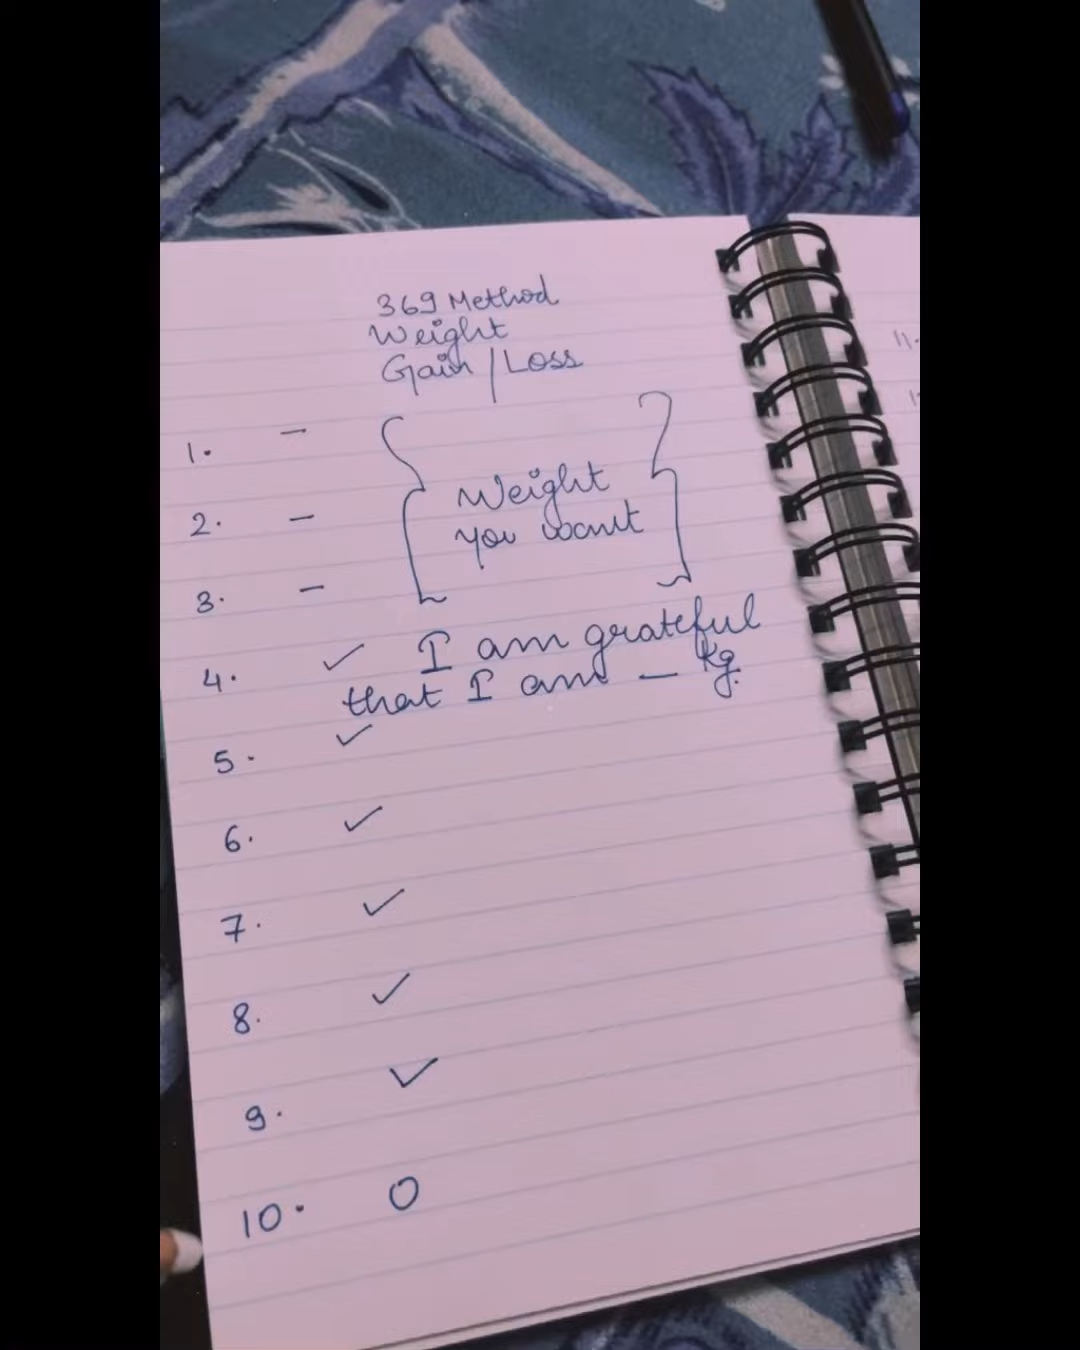 369 Method
Weight
Gain / Loss
1. -
2. -
3. -
{ Weight
you want }
4. ✓ I am grateful
that I am - kg.
5. ✓
6. ✓
7. ✓
8. ✓
9. ✓
10. 0
11.